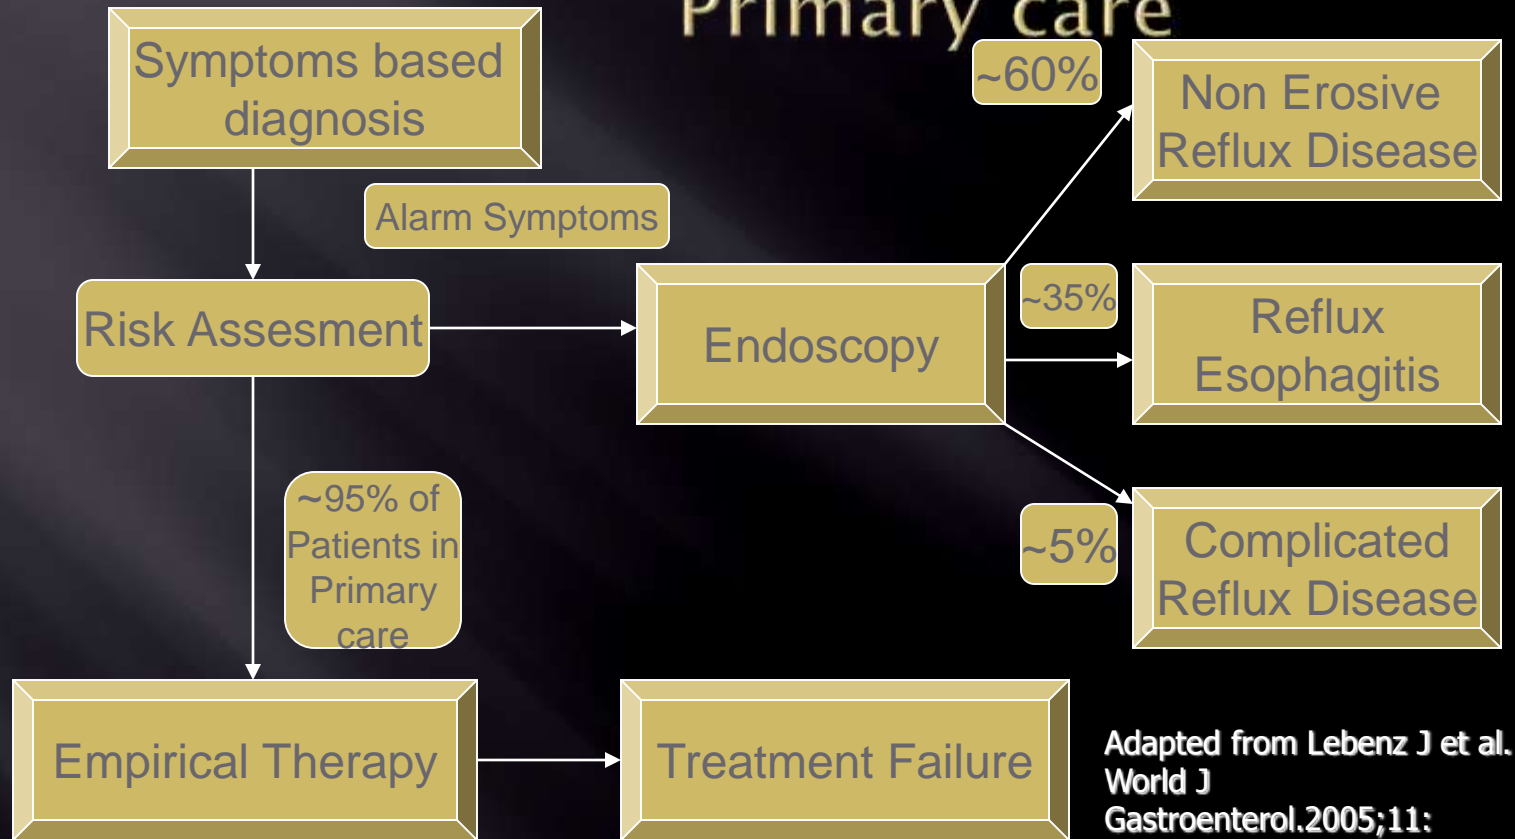 Primary care
Symptoms based
diagnosis
Alarm Symptoms
Risk Assesment
Endoscopy
~60%
Non Erosive
Reflux Disease
~35%
Reflux
Esophagitis
~5%
Complicated
Reflux Disease
~95% of
Patients in
Primary
care
Empirical Therapy
Treatment Failure
Adapted from Lebenz J et al.
World J
Gastroenterol.2005;11: